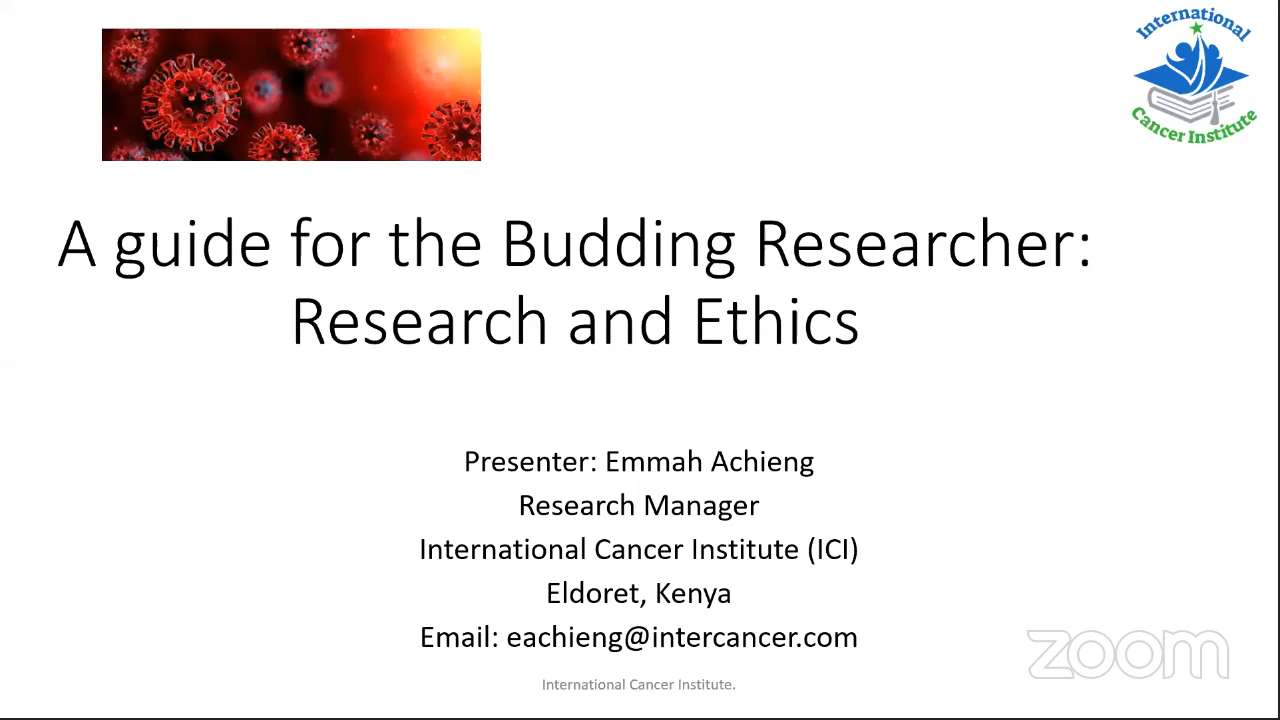 International
Cancer Institute
A guide for the Budding Researcher:
Research and Ethics
Presenter: Emmah Achieng
Research Manager
International Cancer Institute (ICI)
Eldoret, Kenya
Email: eachieng@intercancer.com
zoom
International Cancer Institute.